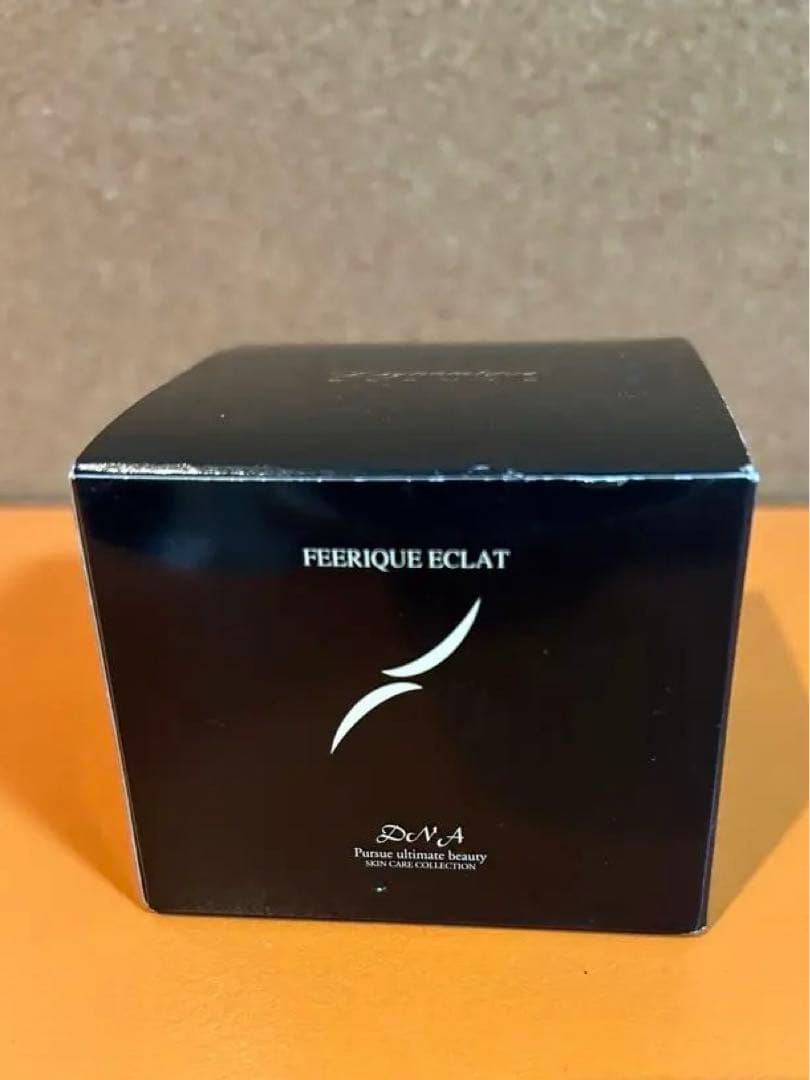 FEERIQUE ECLAT
DNA
Pursue ultimate beauty
SKIN CARE COLLECTION